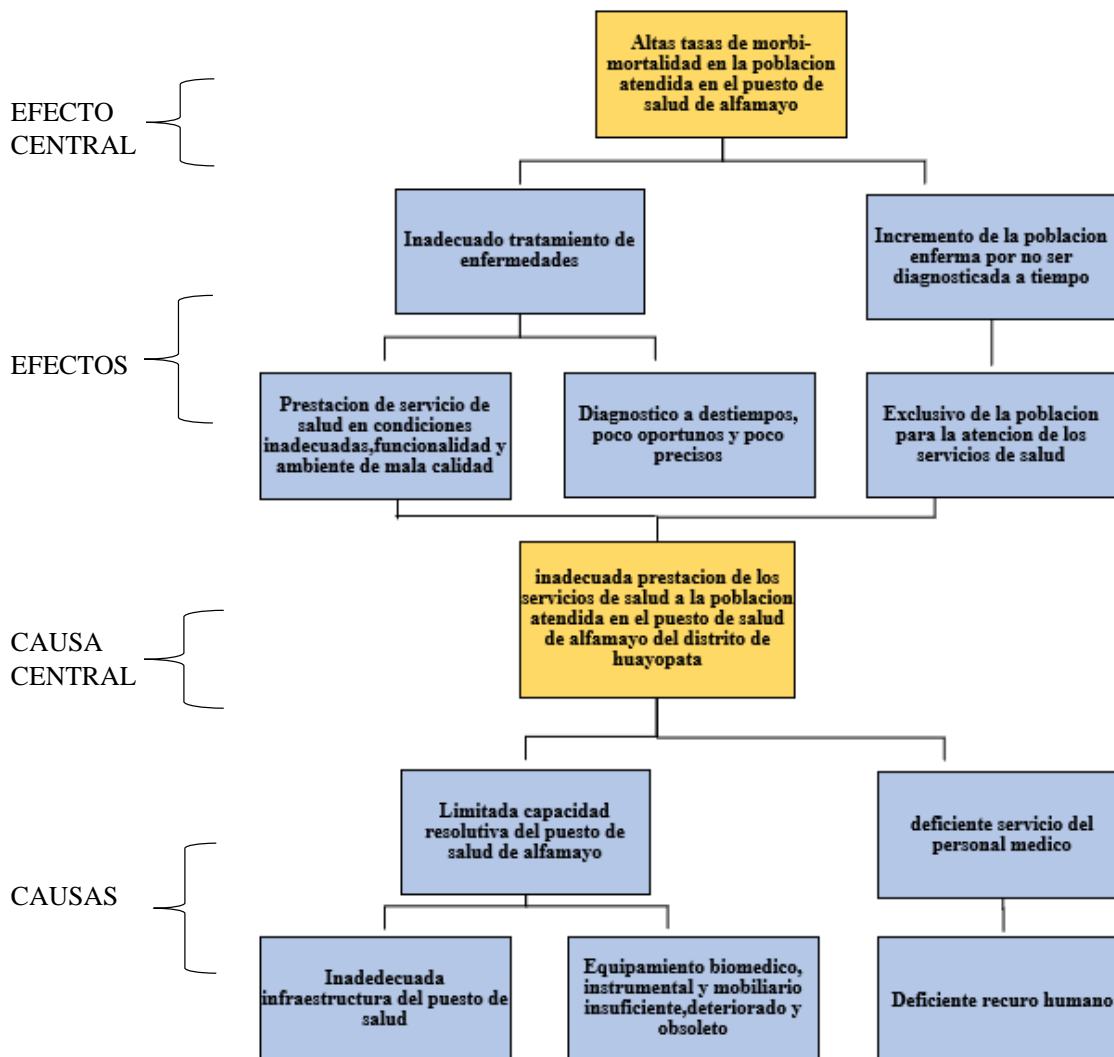 Altas tasas de morbi-
mortalidad en la poblacion
atendida en el puesto de
salud de alfamayo
EFECTO
CENTRAL
Inadecuado tratamiento de
enfermedades
Incremento de la poblacion
enferma por no ser
diagnosticada a tiempo
EFECTOS
Prestacion de servicio de
salud en condiciones
inadecuadas,funcionalidad y
ambiente de mala calidad
Diagnostico a destiempos,
poco oportunos y poco
precisos
Exclusivo de la poblacion
para la atencion de los
servicios de salud
inadecuada prestacion de los
servicios de salud a la poblacion
atendida en el puesto de salud
de alfamayo del distrito de
huayopata
CAUSA
CENTRAL
Limitada capacidad
resolutiva del puesto de
salud de alfamayo
deficiente servicio del
personal medico
CAUSAS
Inadedecuada
infraestructura del puesto de
salud
Equipamiento biomedico,
instrumental y mobiliario
insuficiente,deteriorado y
obsoleto
Deficiente recuro humano